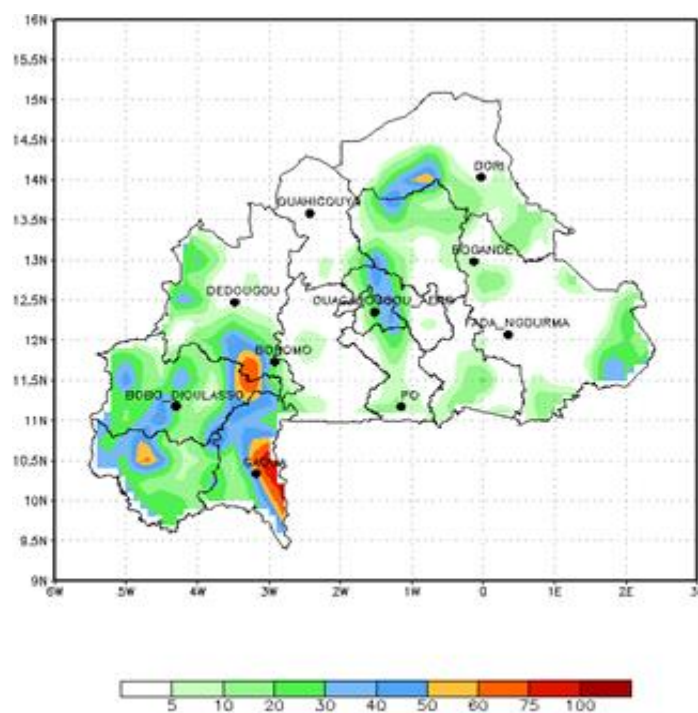 16N
15.5N
15N
14.5N
14N
13.5N
13N
12.5N
12N
11.5N
11N
10.5N
10N
9.5N
9N
DORI
OUAHIGOUYA
BOGANDE
DEDOUGOU
FADA_NGOURMA
BOROMO
BOBO_DIOULASSO
PO
GAOUA
6W 5W 4W 3W 2W 1W 0 1E 2E 3
5 10 20 30 40 50 60 75 100